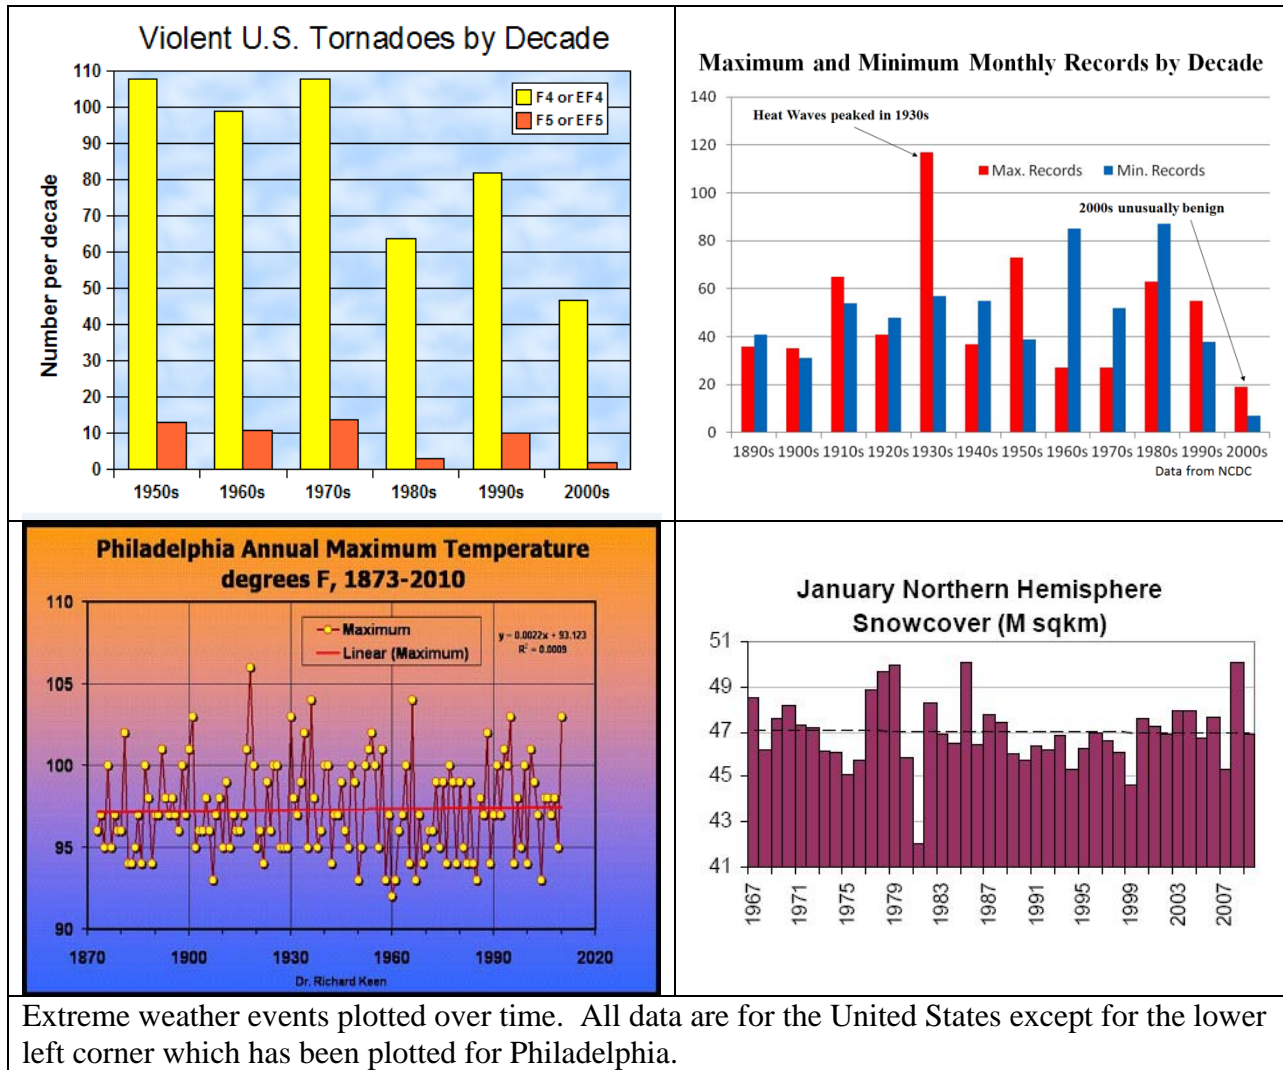 Violent U.S. Tornadoes by Decade
110
100
90
80
70
60
50
40
30
20
10
0
Number per decade
F4 or EF4
F5 or EF5
1950s 1960s 1970s 1980s 1990s 2000s
Maximum and Minimum Monthly Records by Decade
140
120
100
80
60
40
20
0
Heat Waves peaked in 1930s
Max. Records Min. Records
2000s unusually benign
1890s 1900s 1910s 1920s 1930s 1940s 1950s 1960s 1970s 1980s 1990s 2000s
Data from NCDC
Philadelphia Annual Maximum Temperature
degrees F, 1873-2010
110
105
100
95
90
Maximum
Linear (Maximum)
y = 0.0022x + 93.123
R² = 0.0009
1870 1900 1930 1960 1990 2020
Dr. Richard Keen
January Northern Hemisphere
Snowcover (M sqkm)
51
49
47
45
43
41
1967 1971 1975 1979 1983 1987 1991 1995 1999 2003 2007
Extreme weather events plotted over time. All data are for the United States except for the lower
left corner which has been plotted for Philadelphia.